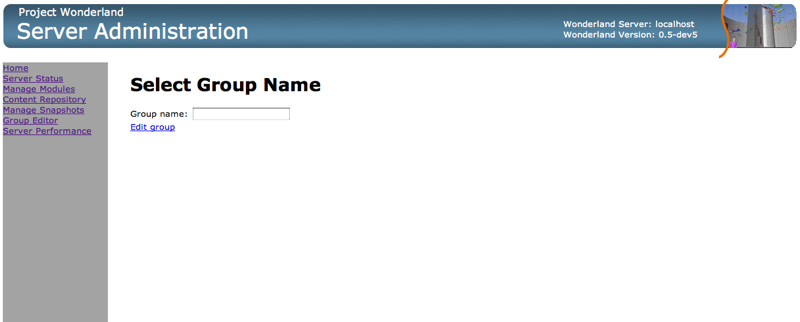 Project Wonderland
Server Administration
Wonderland Server: localhost
Wonderland Version: 0.5-dev5
Home
Server Status
Manage Modules
Content Repository
Manage Snapshots
Group Editor
Server Performance
Select Group Name
Group name:
Edit group